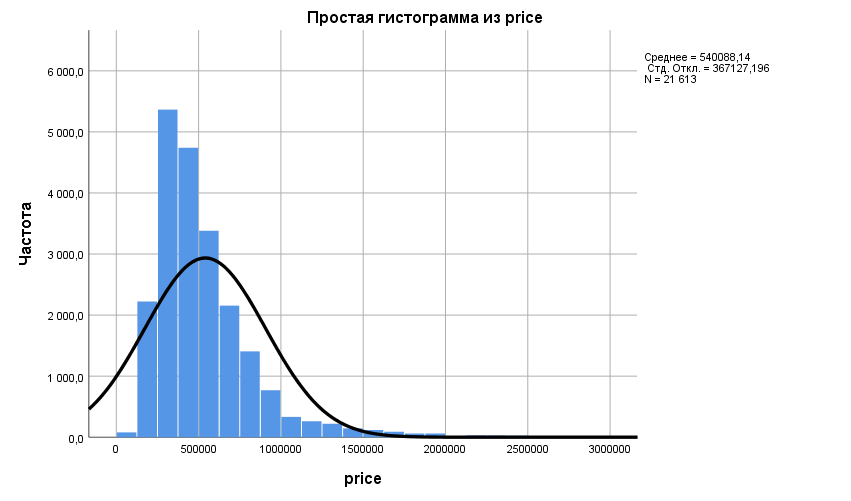 Простая гистограмма из price
Среднее = 540088,14
Стд. Откл. = 367127,196
N = 21 613
Частота
6 000,0
5 000,0
4 000,0
3 000,0
2 000,0
1 000,0
0,0
0 500000 1000000 1500000 2000000 2500000 3000000
price